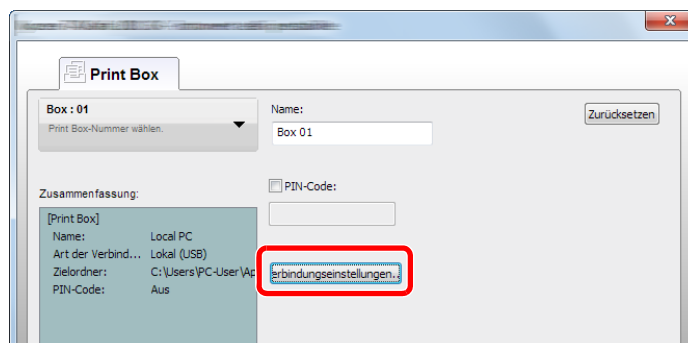 Print Box
Box : 01
Print Box-Nummer wählen.
Name:
Box 01
Zurücksetzen
PIN-Code:
Zusammenfassung:
[Print Box]
Name: Local PC
Art der Verbind... Lokal (USB)
Zielordner: C:\Users\PC-User\Ap
PIN-Code: Aus
erbindungseinstellungen..